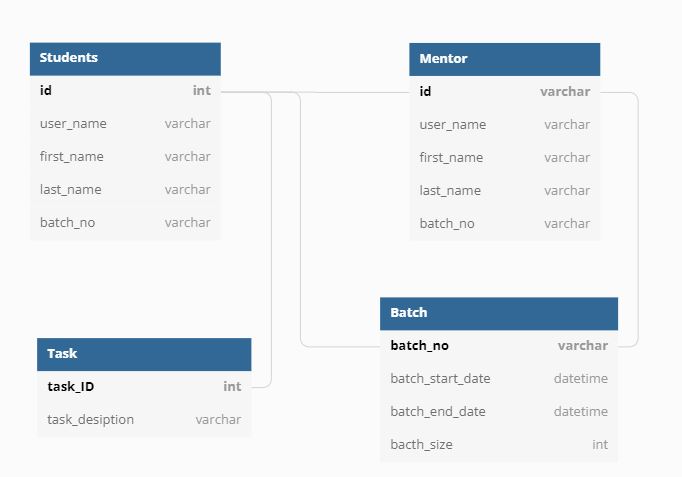 Students
id int
user_name varchar
first_name varchar
last_name varchar
batch_no varchar
Mentor
id varchar
user_name varchar
first_name varchar
last_name varchar
batch_no varchar
Task
task_ID int
task_desiption varchar
Batch
batch_no varchar
batch_start_date datetime
batch_end_date datetime
bacth_size int